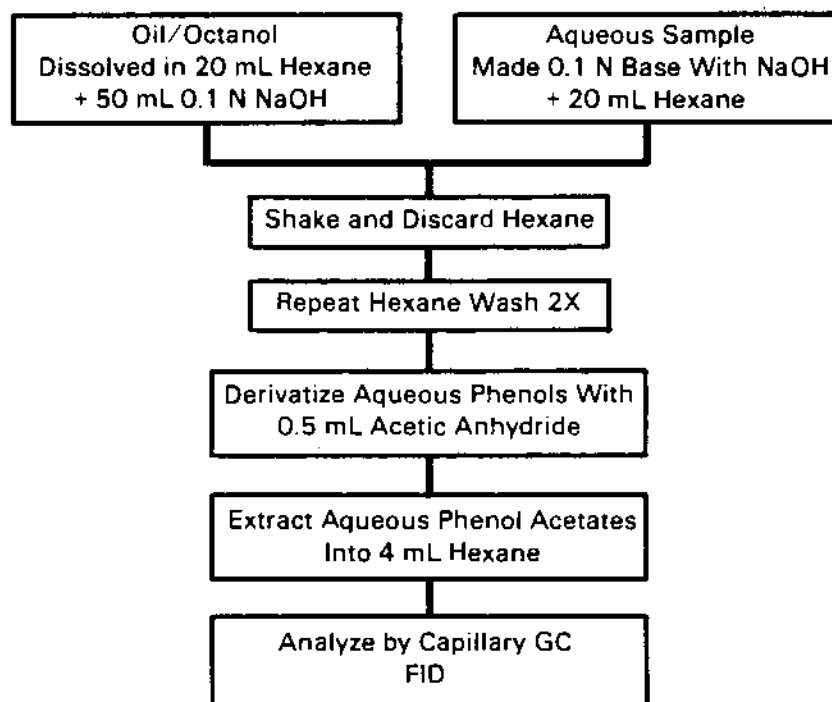 Oil/Octanol
Dissolved in 20 mL Hexane
+ 50 mL 0.1 N NaOH
Aqueous Sample
Made 0.1 N Base With NaOH
+ 20 mL Hexane
Shake and Discard Hexane
Repeat Hexane Wash 2X
Derivatize Aqueous Phenols With
0.5 mL Acetic Anhydride
Extract Aqueous Phenol Acetates
Into 4 mL Hexane
Analyze by Capillary GC
FID